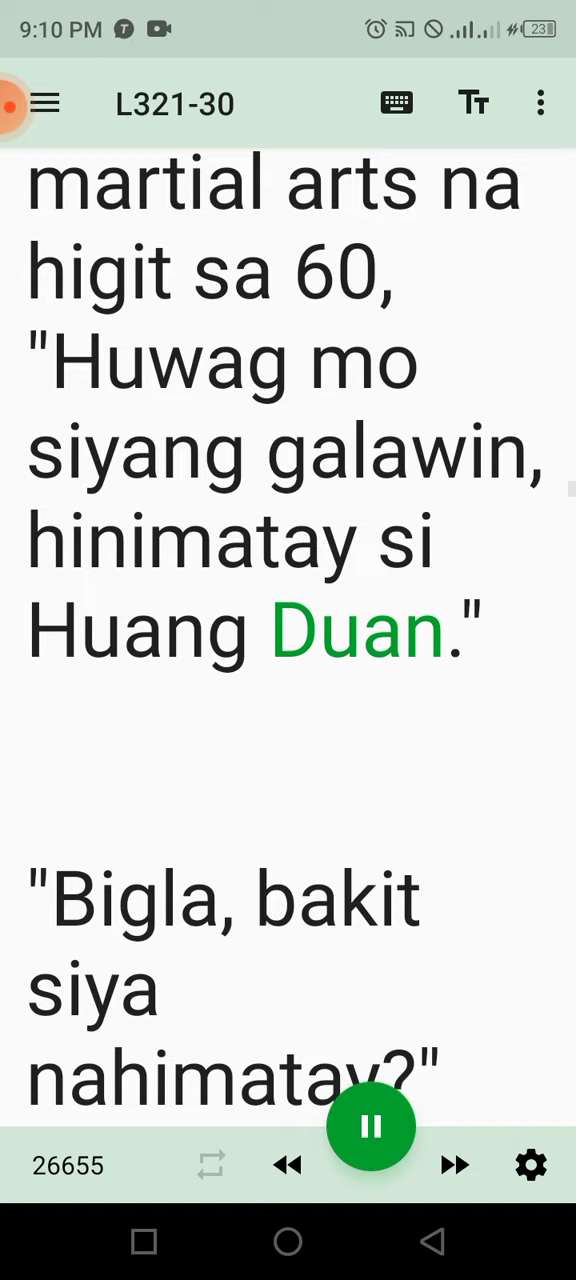 9:10 PM
23
L321-30
martial arts na
higit sa 60,
"Huwag mo
siyang galawin,
hinimatay si
Huang Duan."
"Bigla, bakit
siya
nahimatay?"
26655